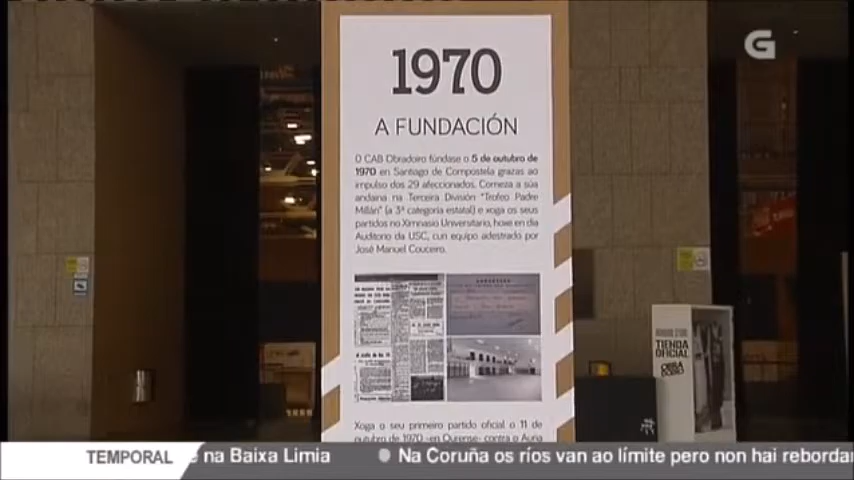 G
1970
A FUNDACIÓN
O CAB Obradoiro fúndase o 5 de outubro de
1970 en Santiago de Compostela grazas ao
impulso dos 29 afeccionados. Comeza a súa
andaina na Terceira División "Trofeo Padre
Millán" (a 3ª categoría estatal) e xoga os seus
partidos no Ximnasio Universitario, hoxe en día
Auditorio da USC, cun equipo adestrado por
José Manuel Couceiro.
Xoga o seu primeiro partido oficial o 11 de
outubro de 1970 -en Ourense- contra o Auria
TIENDA
OFICIAL
OBRA
DOIRO
TEMPORAL
e na Baixa Limia
Na Coruña os ríos van ao límite pero non hai rebordar